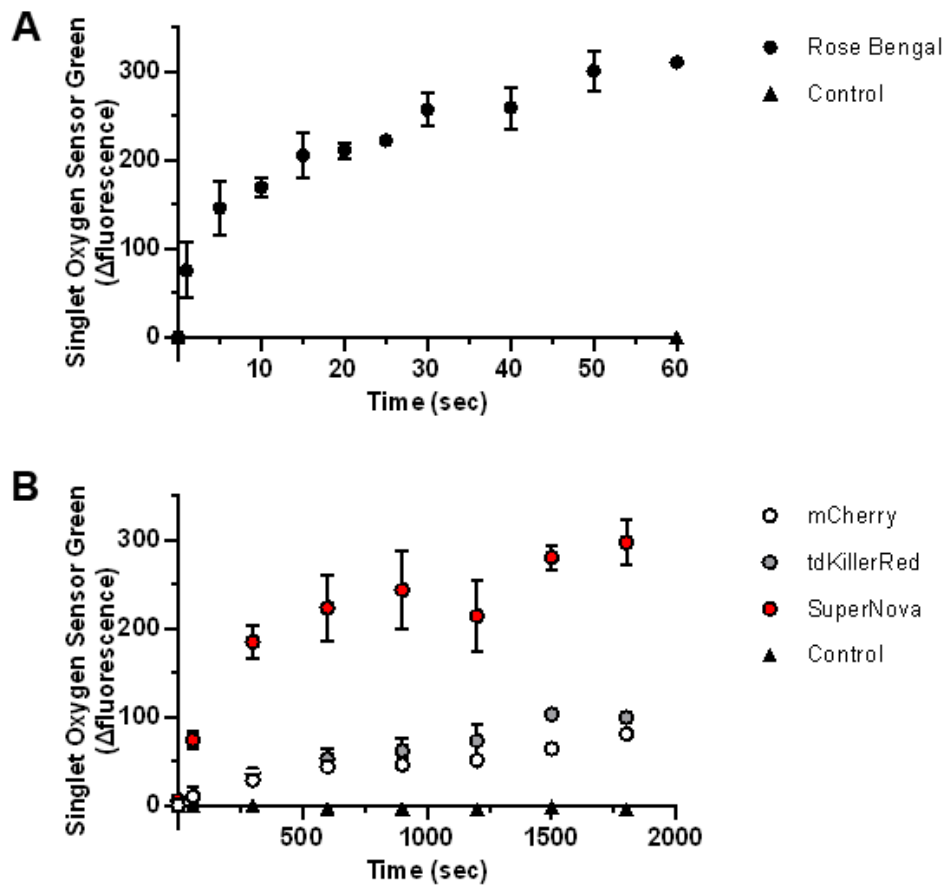 A
Singlet Oxygen Sensor Green
(Δfluorescence)
300
200
100
0
10 20 30 40 50 60
Time (sec)
Rose Bengal
Control
B
Singlet Oxygen Sensor Green
(Δfluorescence)
300
200
100
0
500 1000 1500 2000
Time (sec)
mCherry
tdKillerRed
SuperNova
Control